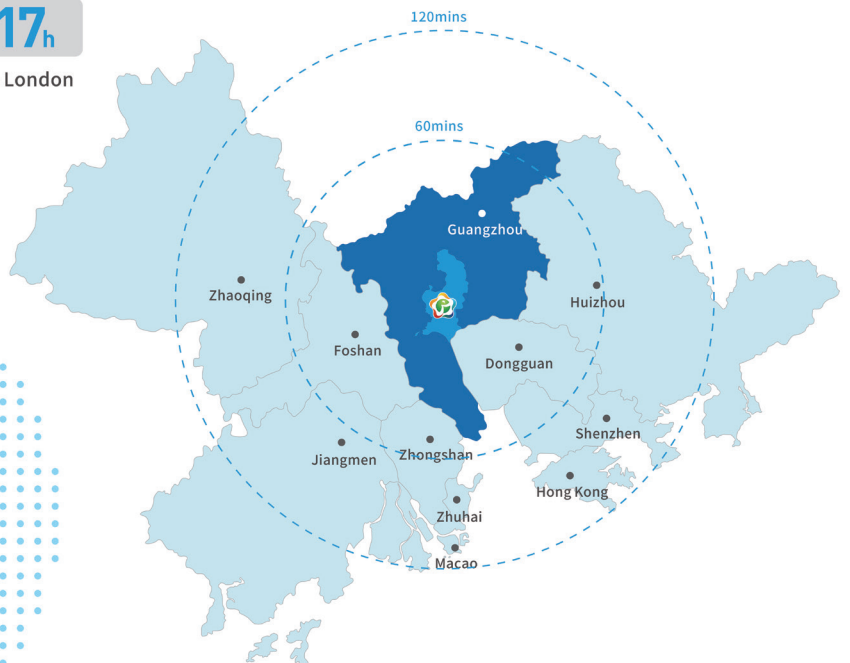 120mins
17h
London
60mins
Guangzhou
Zhaoqing
Huizhou
Foshan
Dongguan
Shenzhen
Zhongshan
Jiangmen
Hong Kong
Zhuhai
Macao